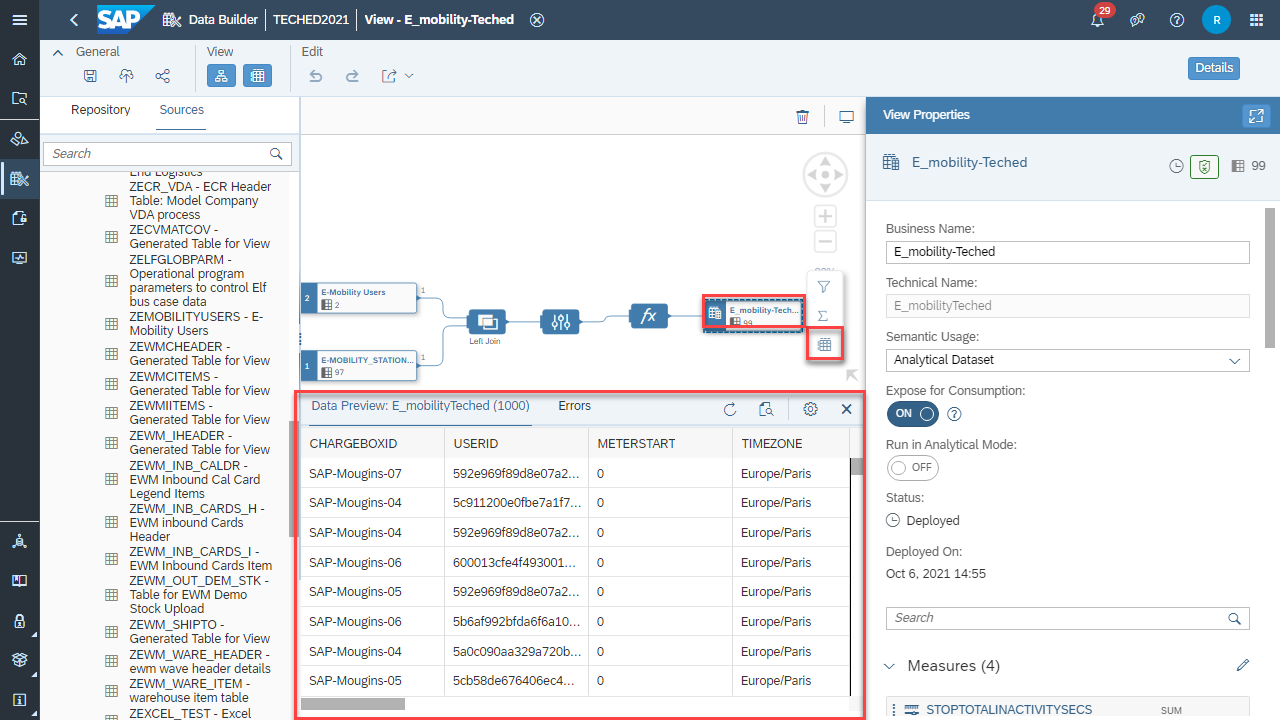 SAP Data Builder TECHED2021 View - E_mobility-Teched
29
R
General
View
Edit
Details
Repository
Sources
Search
End Logistics
ZECR_VDA - ECR Header
Table: Model Company
VDA process
ZECVMATCOV -
Generated Table for View
ZELFGLOBPARM -
Operational program
parameters to control Elf
bus case data
ZEMOBILITYUSERS - E-
Mobility Users
ZEWMCHEADER -
Generated Table for View
ZEWMCITEMS -
Generated Table for View
ZEWMIITEMS -
Generated Table for View
ZEWM_IHEADER -
Generated Table for View
ZEWM_INB_CALDR -
EWM Inbound Cal Card
Legend Items
ZEWM_INB_CARDS_H -
EWM inbound Cards
Header
ZEWM_INB_CARDS_I -
EWM Inbound Cards Item
ZEWM_OUT_DEM_STK -
Table for EWM Demo
Stock Upload
ZEWM_SHIPTO -
Generated Table for View
ZEWM_WARE_HEADER -
ewm wave header details
ZEWM_WARE_ITEM -
warehouse item table
ZEXCEL_TEST - Excel
2
E-Mobility Users
2
1
1
E-MOBILITY_STATION...
97
1
Left Join
fx
E_mobility-Tech...
99
Data Preview: E_mobilityTeched (1000)
Errors
CHARGEBOXID USERID METERSTART TIMEZONE
SAP-Mougins-07 592e969f89d8e07a2... 0 Europe/Paris
SAP-Mougins-04 5c911200e0fbe7a1f7... 0 Europe/Paris
SAP-Mougins-04 592e969f89d8e07a2... 0 Europe/Paris
SAP-Mougins-06 600013cfe4f493001... 0 Europe/Paris
SAP-Mougins-05 592e969f89d8e07a2... 0 Europe/Paris
SAP-Mougins-06 5b6af992bfda6f6a10... 0 Europe/Paris
SAP-Mougins-04 5a0c090aa329a720b... 0 Europe/Paris
SAP-Mougins-05 5cb58de676406ec4... 0 Europe/Paris
View Properties
E_mobility-Teched
99
Business Name:
E_mobility-Teched
Technical Name:
E_mobilityTeched
Semantic Usage:
Analytical Dataset
Expose for Consumption:
ON
Run in Analytical Mode:
OFF
Status:
Deployed
Deployed On:
Oct 6, 2021 14:55
Search
Measures (4)
STOPTOTALINACTIVITYSECS SUM